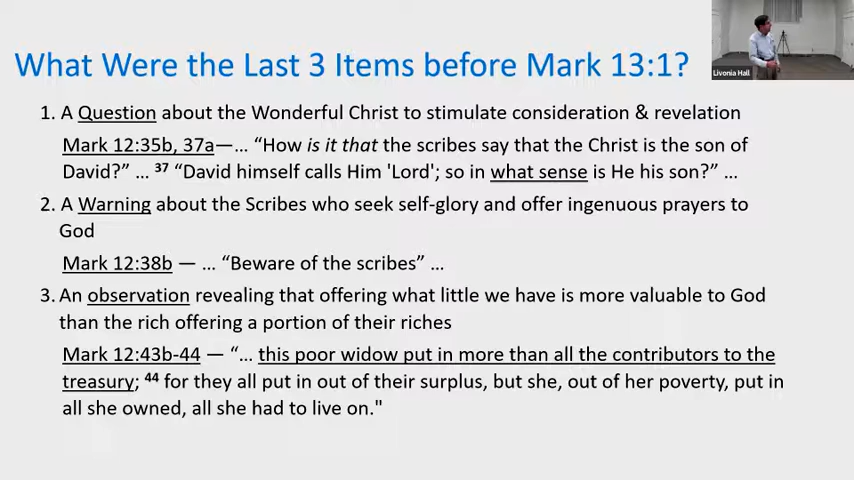 What Were the Last 3 Items before Mark 13:1?
Livonia Hall
1. A Question about the Wonderful Christ to stimulate consideration & revelation
Mark 12:35b, 37a—… “How is it that the scribes say that the Christ is the son of
David?” … 37 “David himself calls Him 'Lord'; so in what sense is He his son?” …
2. A Warning about the Scribes who seek self-glory and offer ingenuous prayers to
God
Mark 12:38b — … “Beware of the scribes” …
3. An observation revealing that offering what little we have is more valuable to God
than the rich offering a portion of their riches
Mark 12:43b-44 — “… this poor widow put in more than all the contributors to the
treasury; 44 for they all put in out of their surplus, but she, out of her poverty, put in
all she owned, all she had to live on."